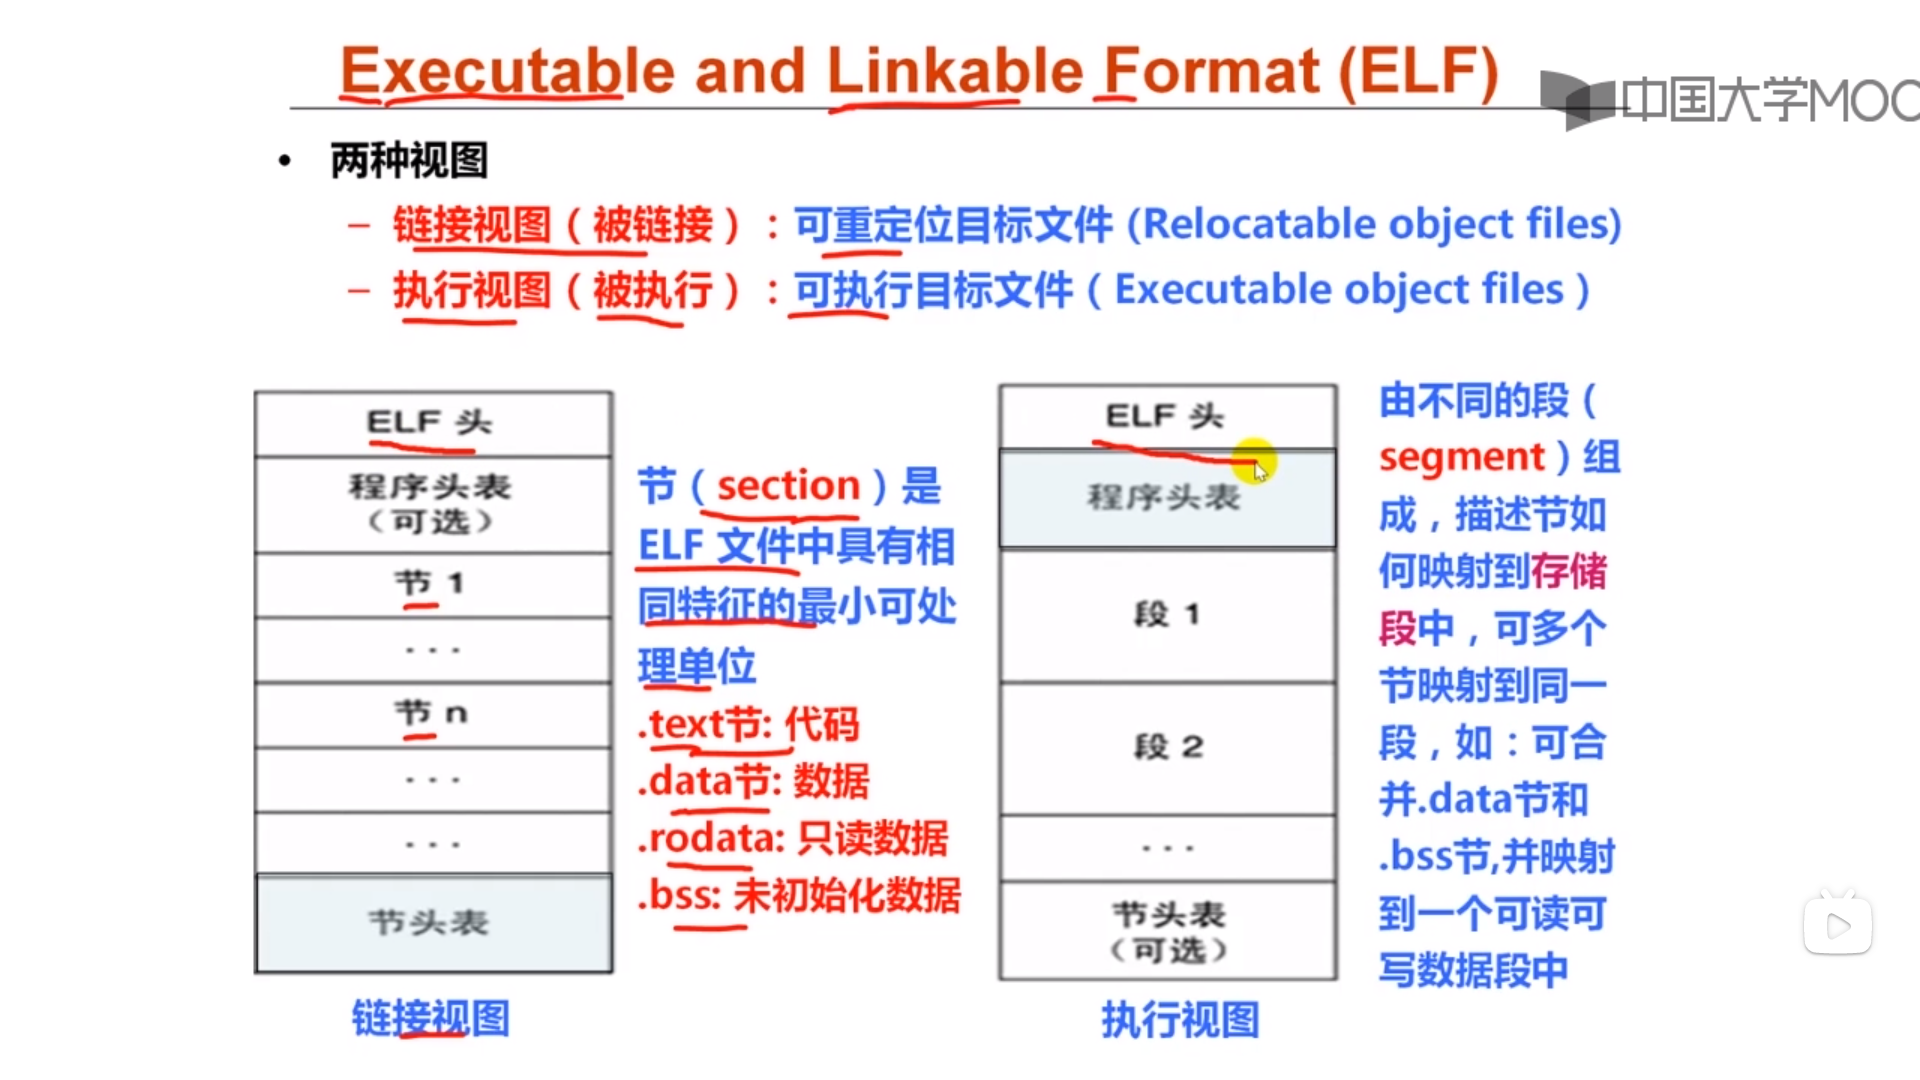 Executable and Linkable Format (ELF)
中国大学MOO
• 两种视图
– 链接视图（被链接）：可重定位目标文件 (Relocatable object files)
– 执行视图（被执行）：可执行目标文件（Executable object files）
ELF 头
程序头表
（可选）
节 1
···
节 n
···
···
节头表
链接视图
节（section）是
ELF 文件中具有相
同特征的最小可处
理单位
.text节: 代码
.data节: 数据
.rodata: 只读数据
.bss: 未初始化数据
ELF 头
程序头表
段 1
段 2
···
节头表
（可选）
执行视图
由不同的段（
segment）组
成，描述节如
何映射到存储
段中，可多个
节映射到同一
段，如：可合
并.data节和
.bss节,并映射
到一个可读可
写数据段中